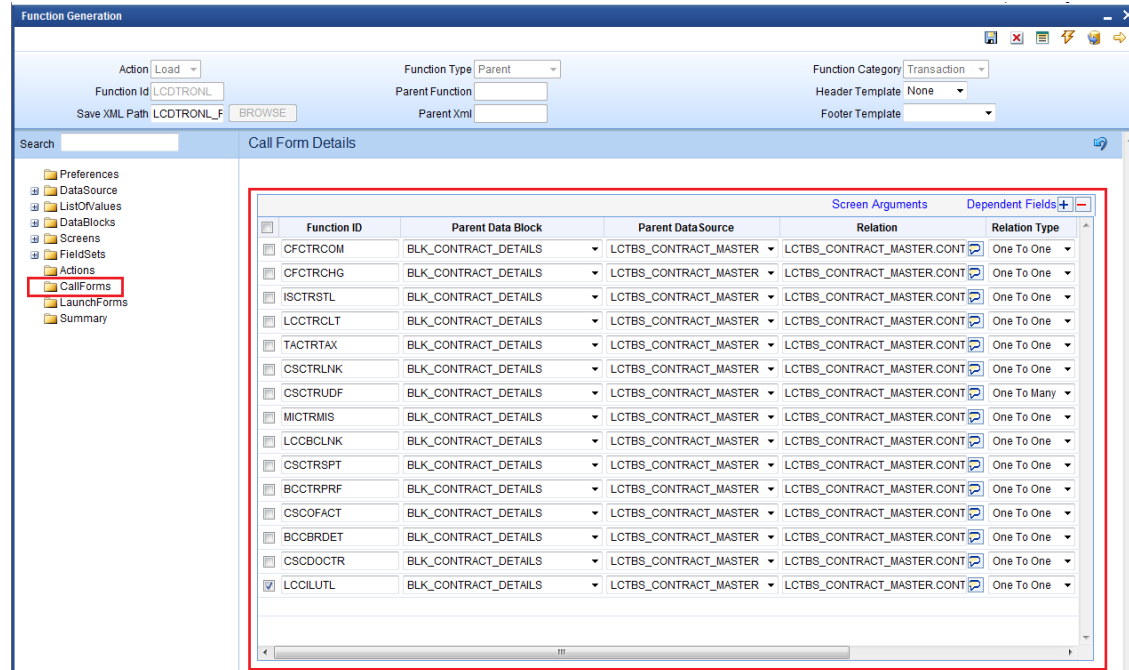 Function Generation
Action Load Function Type Parent Function Category Transaction
Function Id LCDTRONL Parent Function Header Template None
Save XML Path LCDTRONL_F BROWSE Parent Xml Footer Template
Search Call Form Details
Preferences
DataSource
ListOfValues
DataBlocks
Screens
FieldSets
Actions
CallForms
LaunchForms
Summary
Screen Arguments Dependent Fields
Function ID Parent Data Block Parent DataSource Relation Relation Type
CFCTRCOM BLK_CONTRACT_DETAILS LCTBS_CONTRACT_MASTER LCTBS_CONTRACT_MASTER.CONT One To One
CFCTRCHG BLK_CONTRACT_DETAILS LCTBS_CONTRACT_MASTER LCTBS_CONTRACT_MASTER.CONT One To One
ISCTRSTL BLK_CONTRACT_DETAILS LCTBS_CONTRACT_MASTER LCTBS_CONTRACT_MASTER.CONT One To One
LCCTRCLT BLK_CONTRACT_DETAILS LCTBS_CONTRACT_MASTER LCTBS_CONTRACT_MASTER.CONT One To One
TACTRTAX BLK_CONTRACT_DETAILS LCTBS_CONTRACT_MASTER LCTBS_CONTRACT_MASTER.CONT One To One
CSCTRLNK BLK_CONTRACT_DETAILS LCTBS_CONTRACT_MASTER LCTBS_CONTRACT_MASTER.CONT One To One
CSCTRUDF BLK_CONTRACT_DETAILS LCTBS_CONTRACT_MASTER LCTBS_CONTRACT_MASTER.CONT One To Many
MICTRMIS BLK_CONTRACT_DETAILS LCTBS_CONTRACT_MASTER LCTBS_CONTRACT_MASTER.CONT One To One
LCCBCLNK BLK_CONTRACT_DETAILS LCTBS_CONTRACT_MASTER LCTBS_CONTRACT_MASTER.CONT One To One
CSCTRSPT BLK_CONTRACT_DETAILS LCTBS_CONTRACT_MASTER LCTBS_CONTRACT_MASTER.CONT One To One
BCCTRPRF BLK_CONTRACT_DETAILS LCTBS_CONTRACT_MASTER LCTBS_CONTRACT_MASTER.CONT One To One
CSCOFACT BLK_CONTRACT_DETAILS LCTBS_CONTRACT_MASTER LCTBS_CONTRACT_MASTER.CONT One To One
BCCBRDET BLK_CONTRACT_DETAILS LCTBS_CONTRACT_MASTER LCTBS_CONTRACT_MASTER.CONT One To One
CSCDOCTR BLK_CONTRACT_DETAILS LCTBS_CONTRACT_MASTER LCTBS_CONTRACT_MASTER.CONT One To One
LCCILUTL BLK_CONTRACT_DETAILS LCTBS_CONTRACT_MASTER LCTBS_CONTRACT_MASTER.CONT One To One